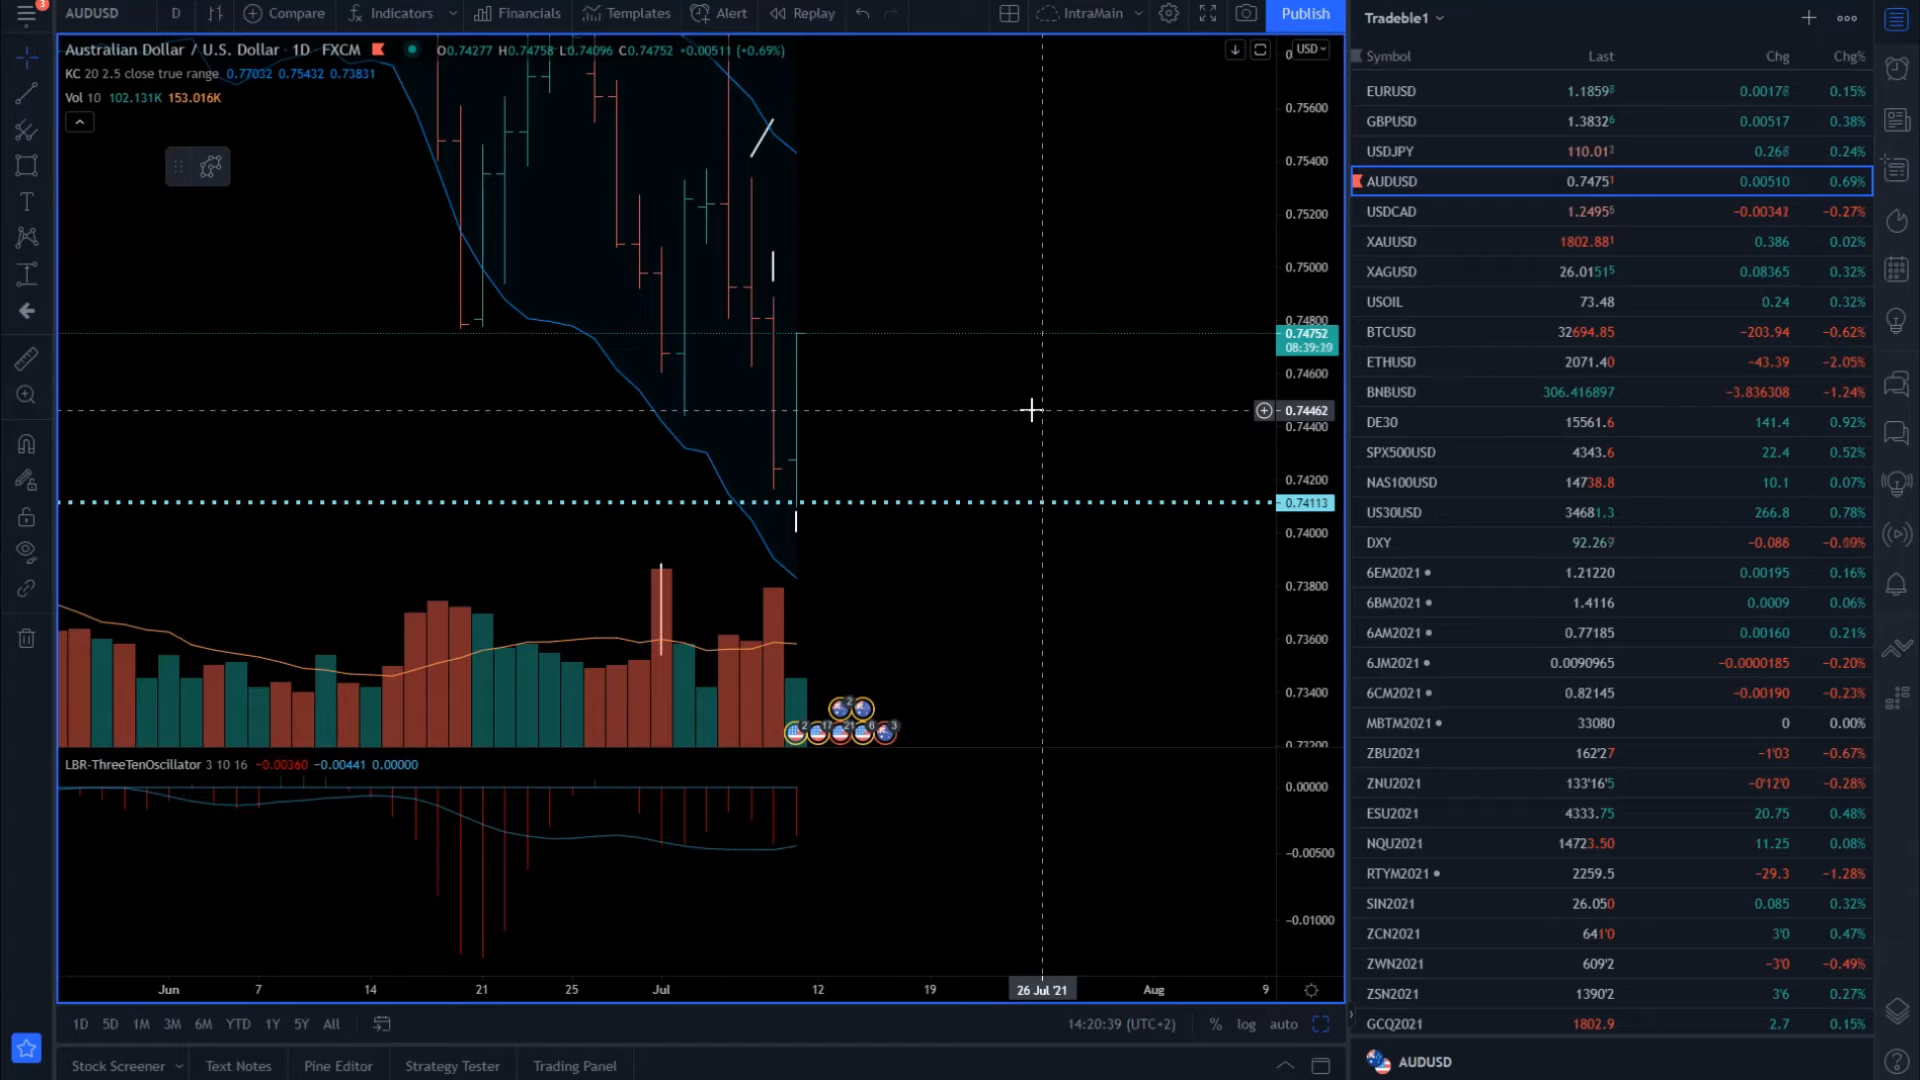 3
AUDUSD D Compare Indicators Financials Templates Alert Replay IntraMain Publish
Australian Dollar / U.S. Dollar · 1D · FXCM O0.74277 H0.74758 L0.74096 C0.74752 +0.00511 (+0.69%)
KC 20 2.5 close true range 0.77032 0.75432 0.73831
Vol 10 102.131K 153.016K
USD
0.75600
0.75400
0.75200
0.75000
0.74800
0.74752
08:39:20
0.74600
0.74462
0.74400
0.74200
0.74113
0.74000
0.73800
0.73600
0.73400
0.73200
2
2 17 21 6 3
LBR-ThreeTenOscillator 3 10 16 −0.00360 −0.00441 0.00000
0.00000
−0.00500
−0.01000
Jun 7 14 21 25 Jul 12 19 26 Jul '21 Aug 9
1D 5D 1M 3M 6M YTD 1Y 5Y All 14:20:39 (UTC+2) % log auto
Stock Screener Text Notes Pine Editor Strategy Tester Trading Panel
Tradeble1
Symbol Last Chg Chg%
EURUSD 1.1859 0.0017 0.15%
GBPUSD 1.38326 0.00517 0.38%
USDJPY 110.01 0.26 0.24%
AUDUSD 0.74751 0.00510 0.69%
USDCAD 1.24956 −0.00342 −0.27%
XAUUSD 1802.881 0.386 0.02%
XAGUSD 26.01515 0.08365 0.32%
USOIL 73.48 0.24 0.32%
BTCUSD 32694.85 −203.94 −0.62%
ETHUSD 2071.40 −43.39 −2.05%
BNBUSD 306.416897 −3.836308 −1.24%
DE30 15561.6 141.4 0.92%
SPX500USD 4343.6 22.4 0.52%
NAS100USD 14738.8 10.1 0.07%
US30USD 34681.3 266.8 0.78%
DXY 92.267 −0.086 −0.09%
6EM2021 1.21220 0.00195 0.16%
6BM2021 1.4116 0.0009 0.06%
6AM2021 0.77185 0.00160 0.21%
6JM2021 0.0090965 −0.0000185 −0.20%
6CM2021 0.82145 −0.00190 −0.23%
MBTM2021 33080 0 0.00%
ZBU2021 162'27 −1'03 −0.67%
ZNU2021 133'16'5 −0'12'0 −0.28%
ESU2021 4333.75 20.75 0.48%
NQU2021 14723.50 11.25 0.08%
RTYM2021 2259.5 −29.3 −1.28%
SIN2021 26.050 0.085 0.32%
ZCN2021 641'0 3'0 0.47%
ZWN2021 609'2 −3'0 −0.49%
ZSN2021 1390'2 3'6 0.27%
GCQ2021 1802.9 2.7 0.15%
AUDUSD